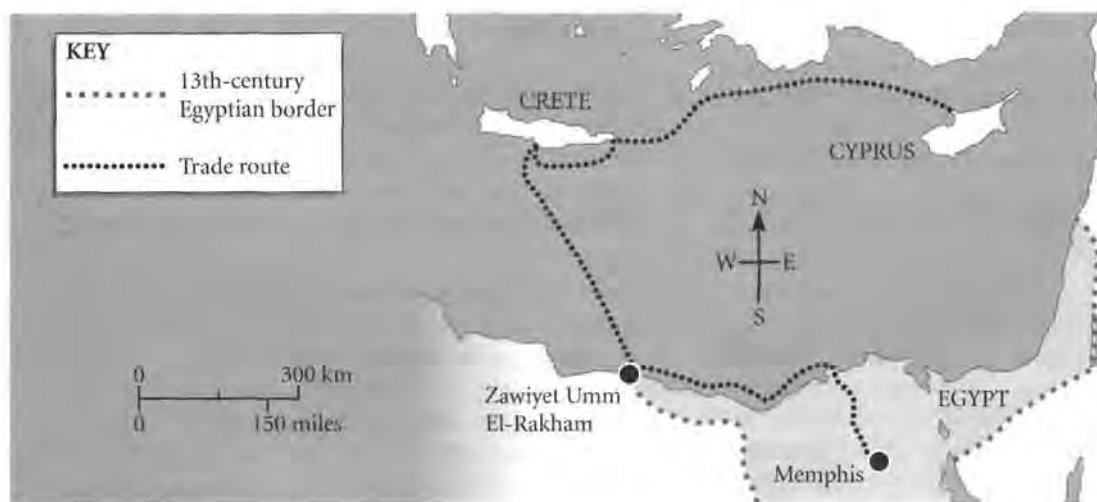 KEY
13th-century
Egyptian border
Trade route
CRETE
CYPRUS
N
W E
S
0 300 km
0 150 miles
Zawiyet Umm
El-Rakham
EGYPT
Memphis